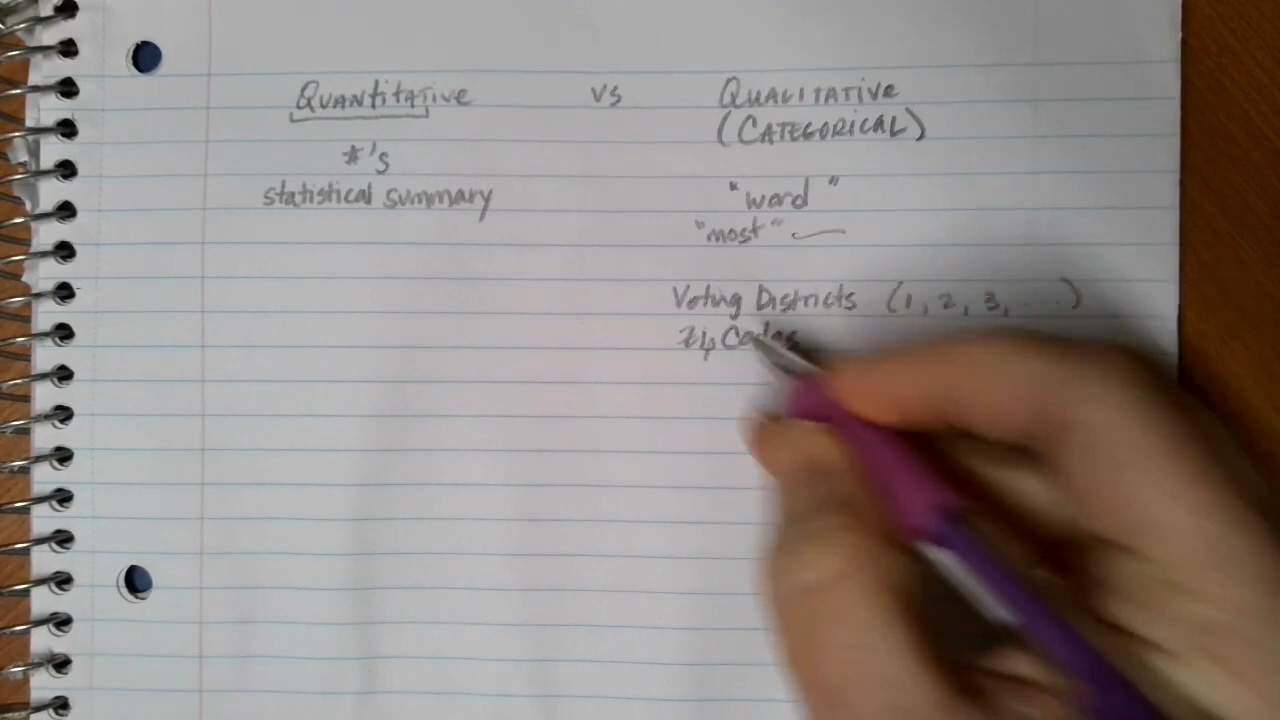 Quantitative vs Qualitative
(Categorical)
#'s
statistical summary
"word"
"most"
Voting Districts (1, 2, 3, ...)
Zip Codes